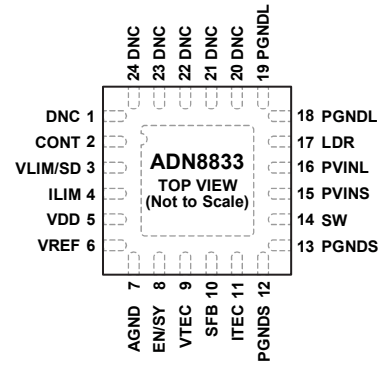 24 DNC
23 DNC
22 DNC
21 DNC
20 DNC
19 PGNDL
DNC 1
CONT 2
VLIM/SD 3
ILIM 4
VDD 5
VREF 6
ADN8833
TOP VIEW
(Not to Scale)
18 PGNDL
17 LDR
16 PVINL
15 PVINS
14 SW
13 PGNDS
AGND 7
EN/SY 8
VTEC 9
SFB 10
ITEC 11
PGNDS 12